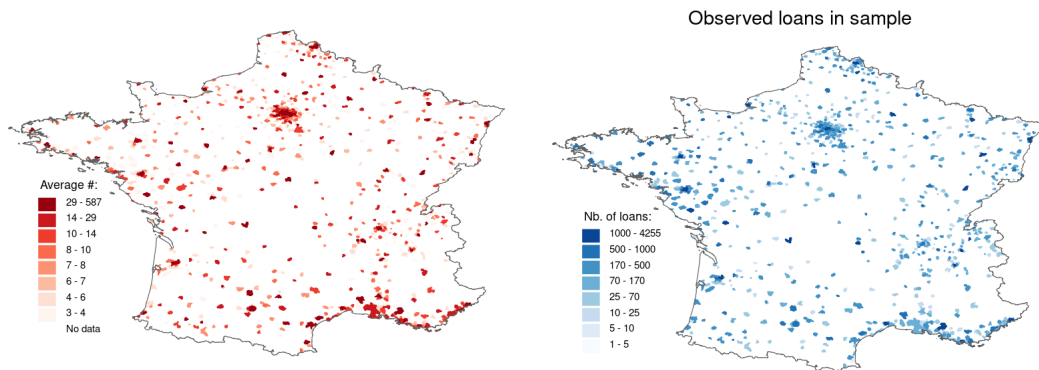 Observed loans in sample
Average #:
29 - 587
14 - 29
10 - 14
8 - 10
7 - 8
6 - 7
4 - 6
3 - 4
No data
Nb. of loans:
1000 - 4255
500 - 1000
170 - 500
70 - 170
25 - 70
10 - 25
5 - 10
1 - 5